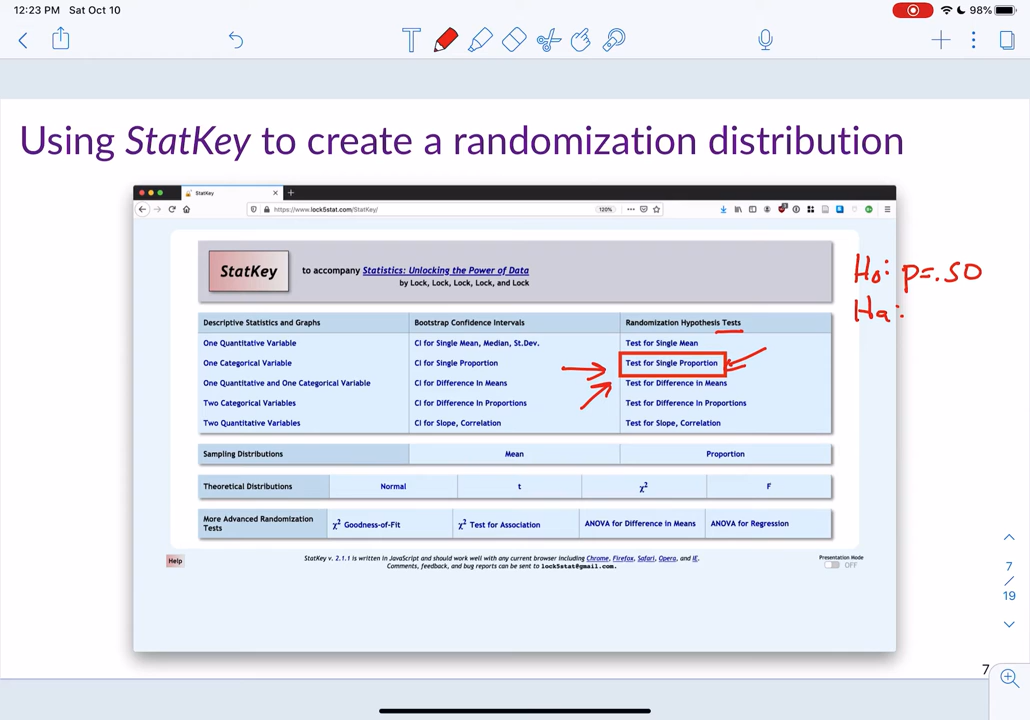 12:23 PM Sat Oct 10
98%
T
Using StatKey to create a randomization distribution
StatKey
https://www.lock5stat.com/StatKey/
120%
StatKey to accompany Statistics: Unlocking the Power of Data
by Lock, Lock, Lock, Lock, and Lock
H₀: p=.50
Hₐ:
Descriptive Statistics and Graphs Bootstrap Confidence Intervals Randomization Hypothesis Tests
One Quantitative Variable CI for Single Mean, Median, St.Dev. Test for Single Mean
One Categorical Variable CI for Single Proportion Test for Single Proportion
One Quantitative and One Categorical Variable CI for Difference In Means Test for Difference in Means
Two Categorical Variables CI for Difference In Proportions Test for Difference In Proportions
Two Quantitative Variables CI for Slope, Correlation Test for Slope, Correlation
Sampling Distributions Mean Proportion
Theoretical Distributions Normal t χ² F
More Advanced Randomization Tests χ² Goodness-of-Fit χ² Test for Association ANOVA for Difference in Means ANOVA for Regression
Help
StatKey v. 2.1.1 is written in JavaScript and should work well with any current browser including Chrome, Firefox, Safari, Opera, and IE.
Comments, feedback, and bug reports can be sent to lock5stat@gmail.com.
Presentation Mode
OFF
7
/
19
7